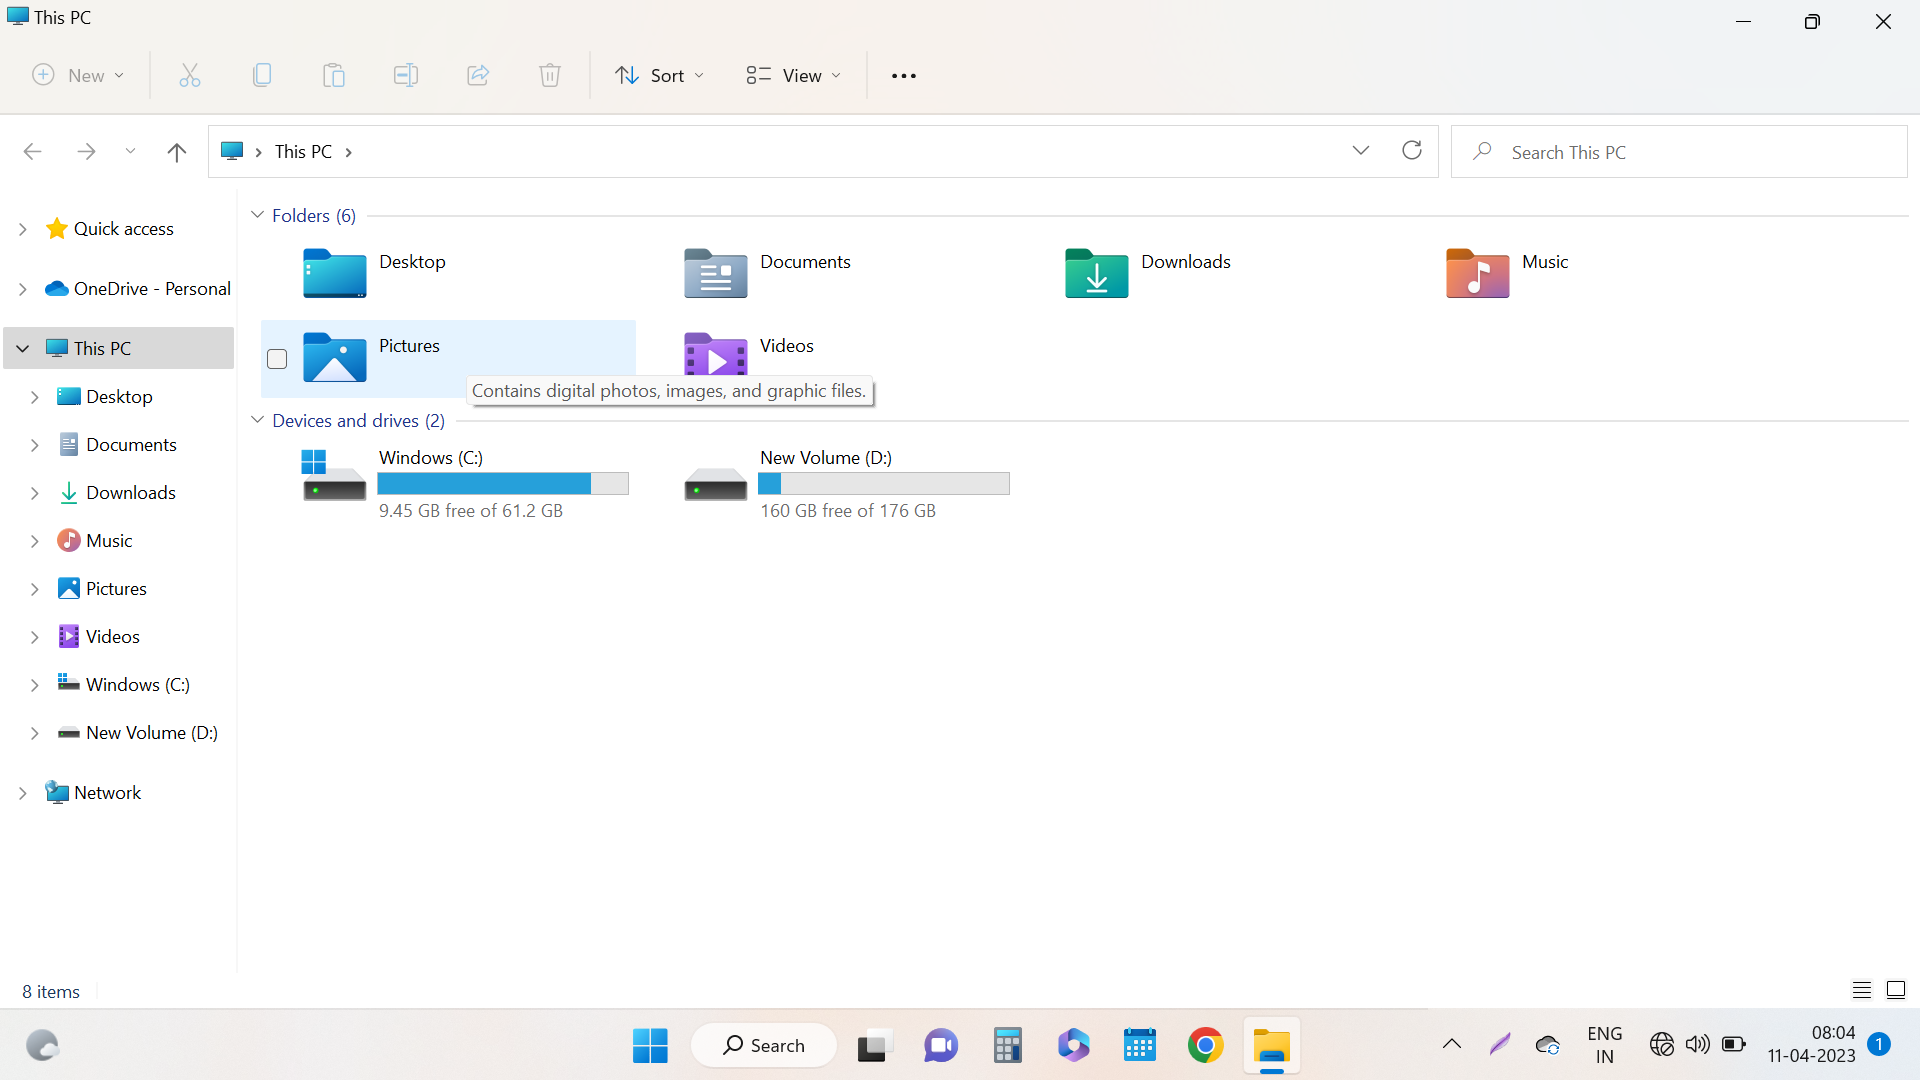 This PC
New
Sort
View
This PC
Search This PC
Quick access
OneDrive - Personal
This PC
Desktop
Documents
Downloads
Music
Pictures
Videos
Windows (C:)
New Volume (D:)
Network
Folders (6)
Desktop
Documents
Downloads
Music
Pictures
Videos
Contains digital photos, images, and graphic files.
Devices and drives (2)
Windows (C:)
9.45 GB free of 61.2 GB
New Volume (D:)
160 GB free of 176 GB
8 items
Search
ENG
IN
08:04
11-04-2023
1